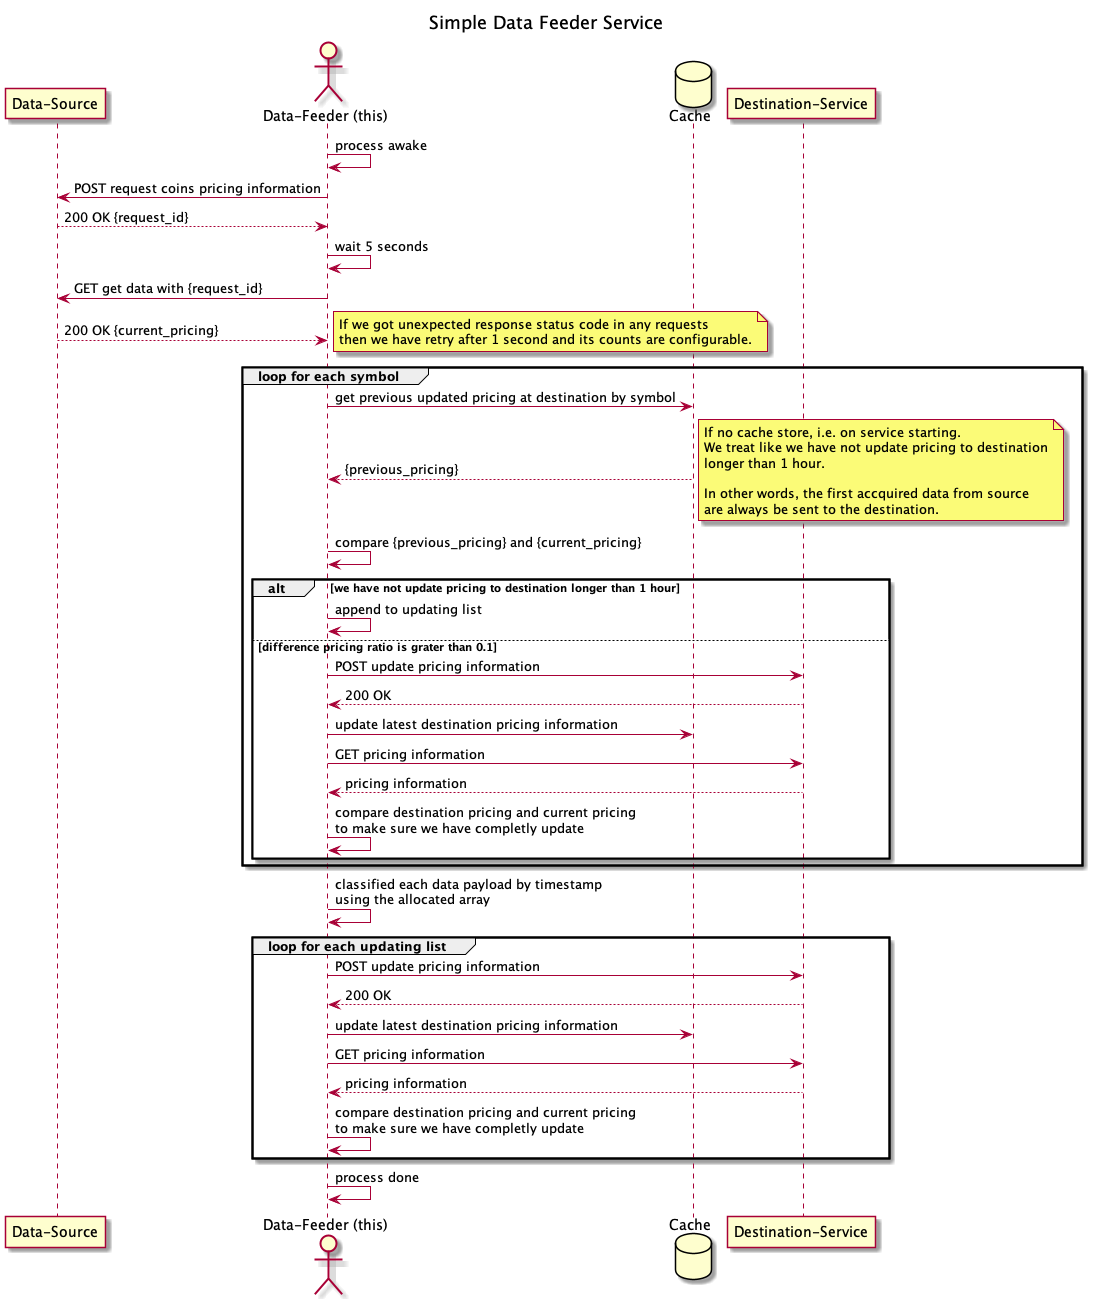 Simple Data Feeder Service
Data-Source
Data-Feeder (this)
Cache
Destination-Service
process awake
POST request coins pricing information
200 OK {request_id}
wait 5 seconds
GET get data with {request_id}
200 OK {current_pricing}
If we got unexpected response status code in any requests
then we have retry after 1 second and its counts are configurable.
loop for each symbol
get previous updated pricing at destination by symbol
If no cache store, i.e. on service starting.
We treat like we have not update pricing to destination
longer than 1 hour.
In other words, the first accquired data from source
are always be sent to the destination.
{previous_pricing}
compare {previous_pricing} and {current_pricing}
alt [we have not update pricing to destination longer than 1 hour]
append to updating list
[difference pricing ratio is grater than 0.1]
POST update pricing information
200 OK
update latest destination pricing information
GET pricing information
pricing information
compare destination pricing and current pricing
to make sure we have completly update
classified each data payload by timestamp
using the allocated array
loop for each updating list
POST update pricing information
200 OK
update latest destination pricing information
GET pricing information
pricing information
compare destination pricing and current pricing
to make sure we have completly update
process done
Data-Source
Data-Feeder (this)
Cache
Destination-Service